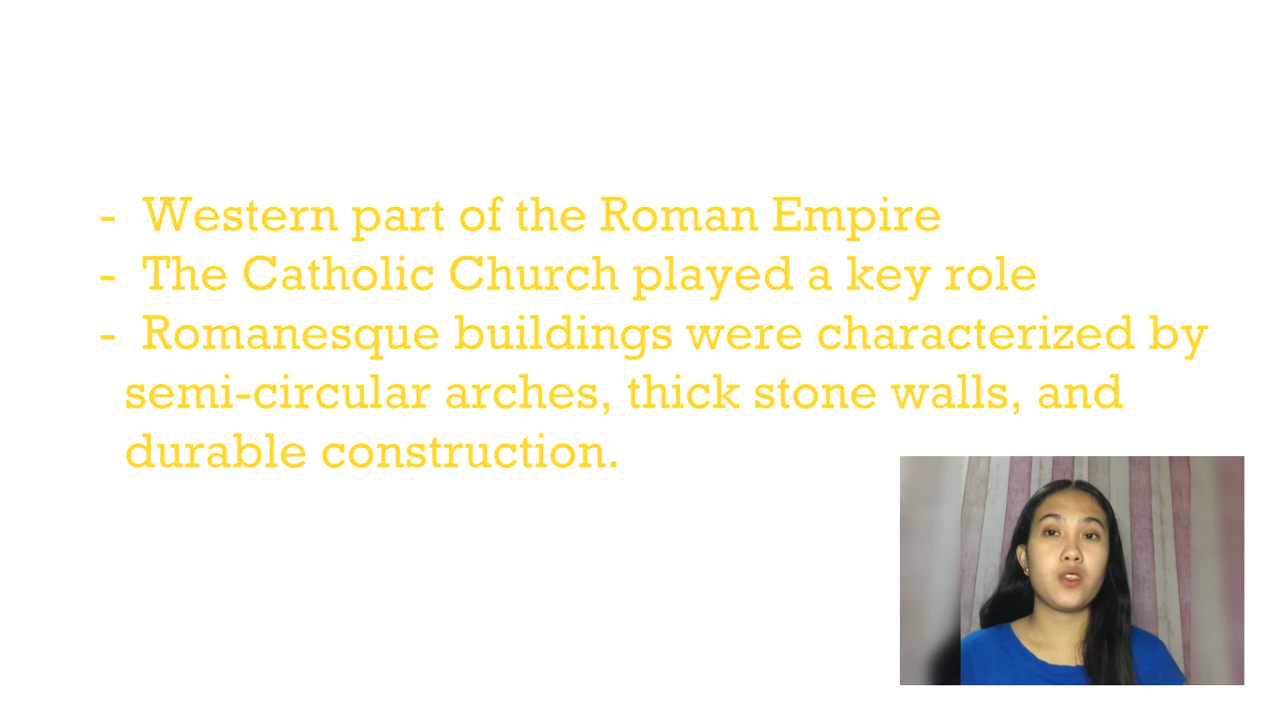 - Western part of the Roman Empire
- The Catholic Church played a key role
- Romanesque buildings were characterized by
semi-circular arches, thick stone walls, and
durable construction.